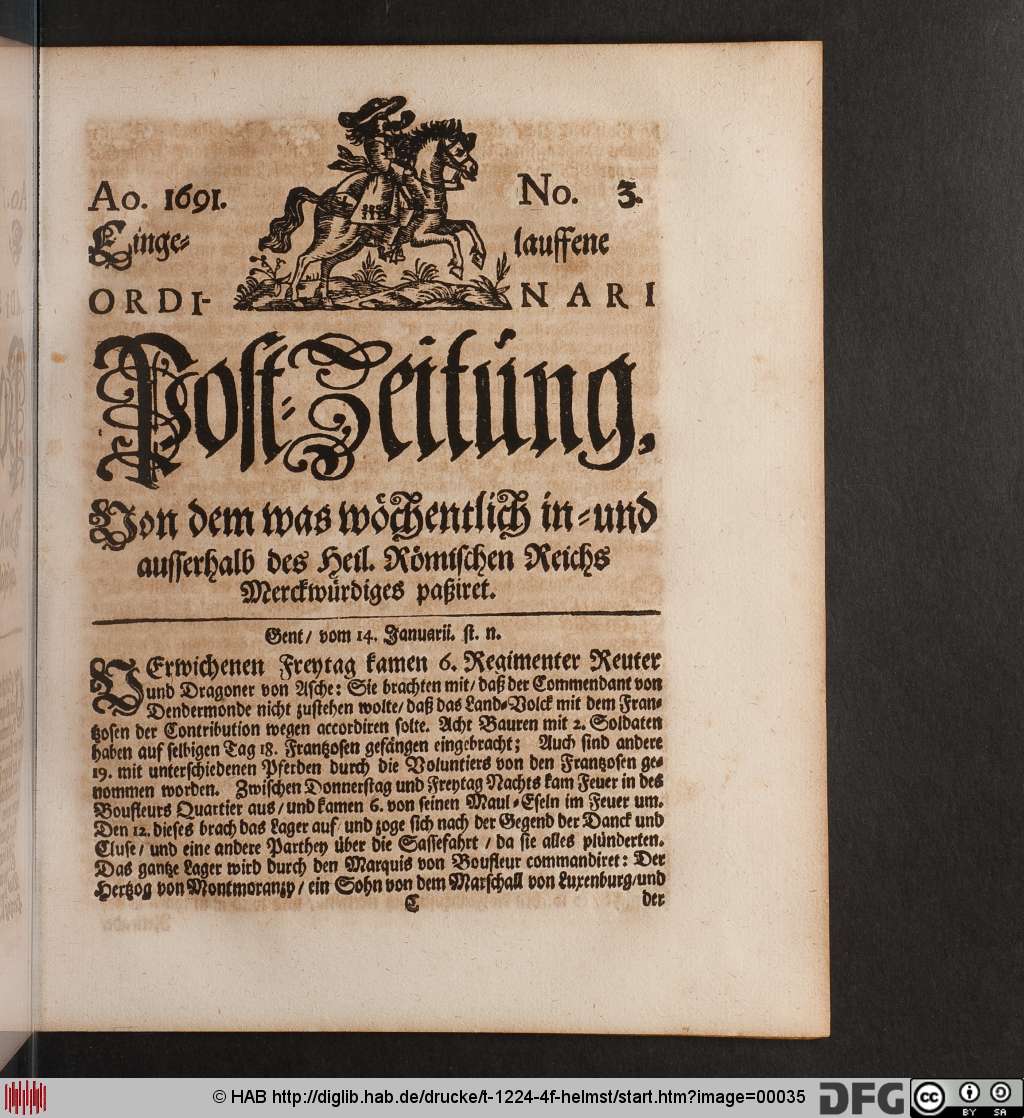 Ao. 1691. No. 3.
Einge- lauffene
ORDI- NARI
Post-Zeitung,
Von dem was wöchentlich in- und
ausserhalb des Heil. Römischen Reichs
Merckwürdiges paßiret.
Gent/ vom 14. Januarii. st. n.
VErwichenen Freytag kamen 6. Regimenter Reuter
und Dragoner von Asche: Sie brachten mit/ daß der Commendant von
Dendermonde nicht zustehen wolte/ daß das Land-Volck mit dem Fran-
tzosen der Contribution wegen accordiren solte. Acht Bauren mit 2. Soldaten
haben auf selbigen Tag 18. Frantzosen gefangen eingebracht; Auch sind andere
19. mit unterschiedenen Pferden durch die Voluntiers von den Frantzosen ge-
nommen worden. Zwischen Donnerstag und Freytag Nachts kam Feuer in des
Boufleurs Quartier aus/ und kamen 6. von seinen Maul-Eseln im Feuer um.
Den 12. dieses brach das Lager auf/ und zoge sich nach der Gegend der Danck und
Cluse/ und eine andere Parthey über die Sassefahrt/ da sie alles plünderten.
Das gantze Lager wird durch den Marquis von Boufleur commandiret: Der
Hertzog von Montmorantzy/ ein Sohn von dem Marschall von Luxenburg/ und
C der
© HAB http://diglib.hab.de/drucke/t-1224-4f-helmst/start.htm?image=00035
DFG
cc BY SA